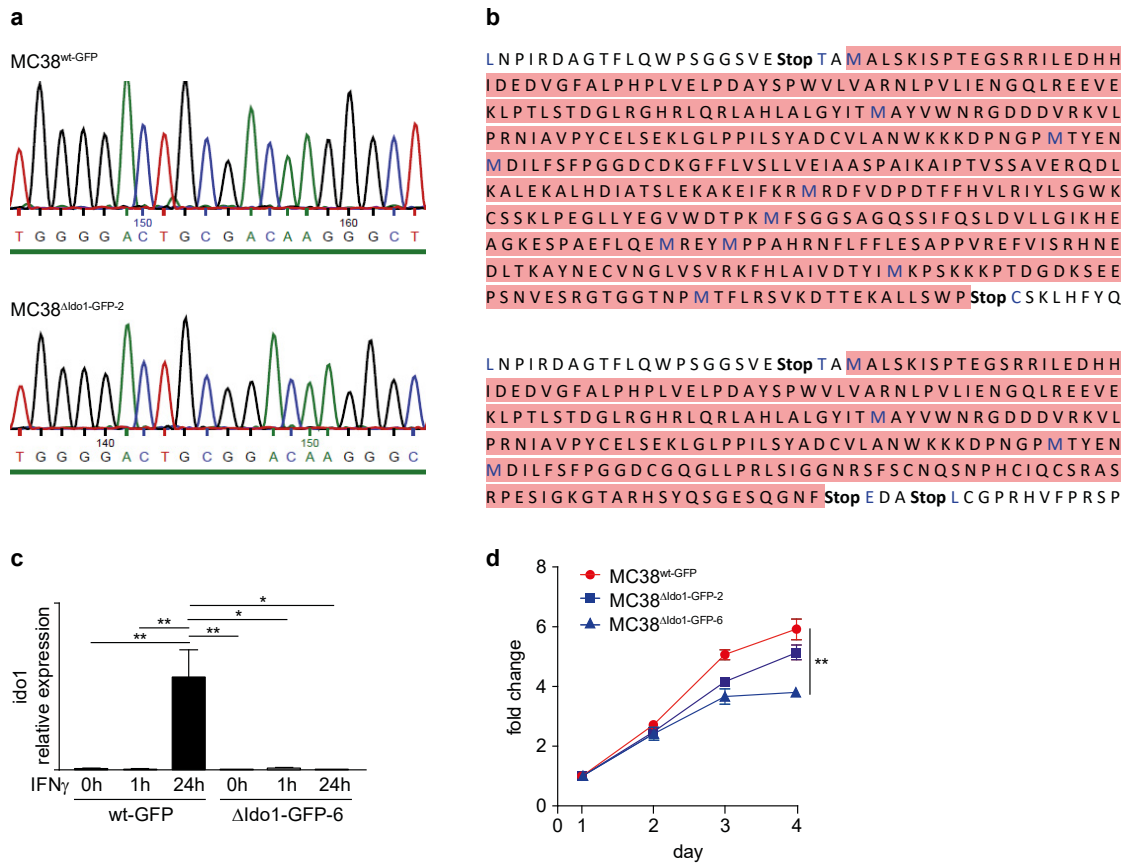 a
MC38wt-GFP
150
160
T G G G G A C T G C G A C A A G G G C T
MC38ΔIdo1-GFP-2
140
150
T G G G G A C T G C G G A C A A G G G C
b
L N P I R D A G T F L Q W P S G G S V E Stop T A M A L S K I S P T E G S R R I L E D H H
I D E D V G F A L P H P L V E L P D A Y S P W V L V A R N L P V L I E N G Q L R E E V E
K L P T L S T D G L R G H R L Q R L A H L A L G Y I T M A Y V W N R G D D D V R K V L
P R N I A V P Y C E L S E K L G L P P I L S Y A D C V L A N W K K K D P N G P M T Y E N
M D I L F S F P G G D C D K G F F L V S L L V E I A A S P A I K A I P T V S S A V E R Q D L
K A L E K A L H D I A T S L E K A K E I F K R M R D F V D P D T F F H V L R I Y L S G W K
C S S K L P E G L L Y E G V W D T P K M F S G G S A G Q S S I F Q S L D V L L G I K H E
A G K E S P A E F L Q E M R E Y M P P A H R N F L F F L E S A P P V R E F V I S R H N E
D L T K A Y N E C V N G L V S V R K F H L A I V D T Y I M K P S K K K P T D G D K S E E
P S N V E S R G T G G T N P M T F L R S V K D T T E K A L L S W P Stop C S K L H F Y Q
L N P I R D A G T F L Q W P S G G S V E Stop T A M A L S K I S P T E G S R R I L E D H H
I D E D V G F A L P H P L V E L P D A Y S P W V L V A R N L P V L I E N G Q L R E E V E
K L P T L S T D G L R G H R L Q R L A H L A L G Y I T M A Y V W N R G D D D V R K V L
P R N I A V P Y C E L S E K L G L P P I L S Y A D C V L A N W K K K D P N G P M T Y E N
M D I L F S F P G G D C G Q G L L P R L S I G G N R S F S C N Q S N P H C I Q C S R A S
R P E S I G K G T A R H S Y Q S G E S Q G N F Stop E D A Stop L C G P R H V F P R S P
c
ido1
relative expression
*
** *
** **
IFNγ 0h 1h 24h 0h 1h 24h
wt-GFP ΔIdo1-GFP-6
d
MC38wt-GFP
MC38ΔIdo1-GFP-2
MC38ΔIdo1-GFP-6
fold change
8
6
4
2
0
**
0 1 2 3 4
day